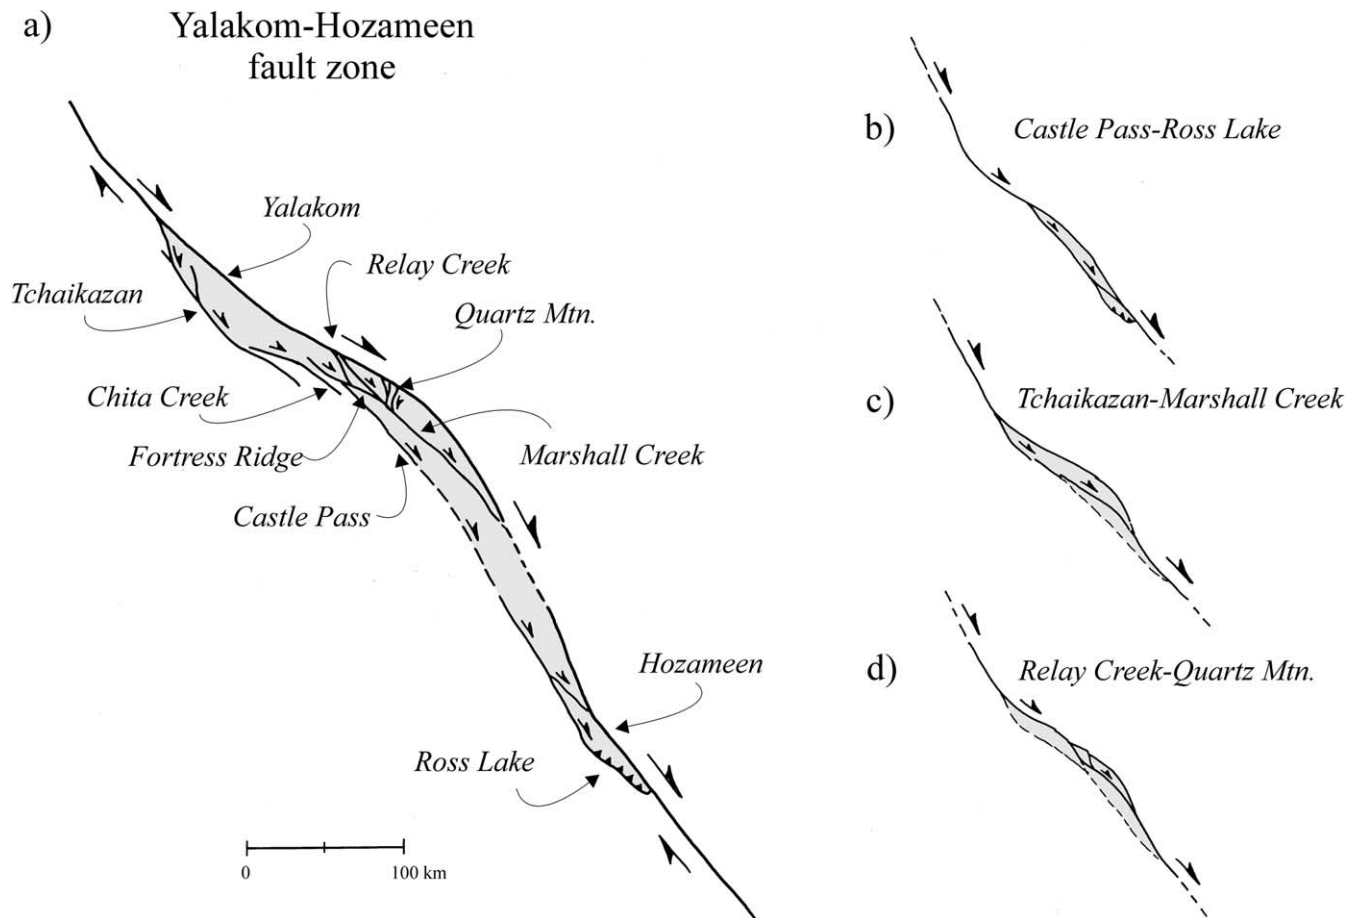 a)
Yalakom-Hozameen
fault zone
Yalakom
Relay Creek
Tchaikazan
Quartz Mtn.
Chita Creek
Fortress Ridge
Marshall Creek
Castle Pass
Hozameen
Ross Lake
0
100 km
b)
Castle Pass-Ross Lake
c)
Tchaikazan-Marshall Creek
d)
Relay Creek-Quartz Mtn.